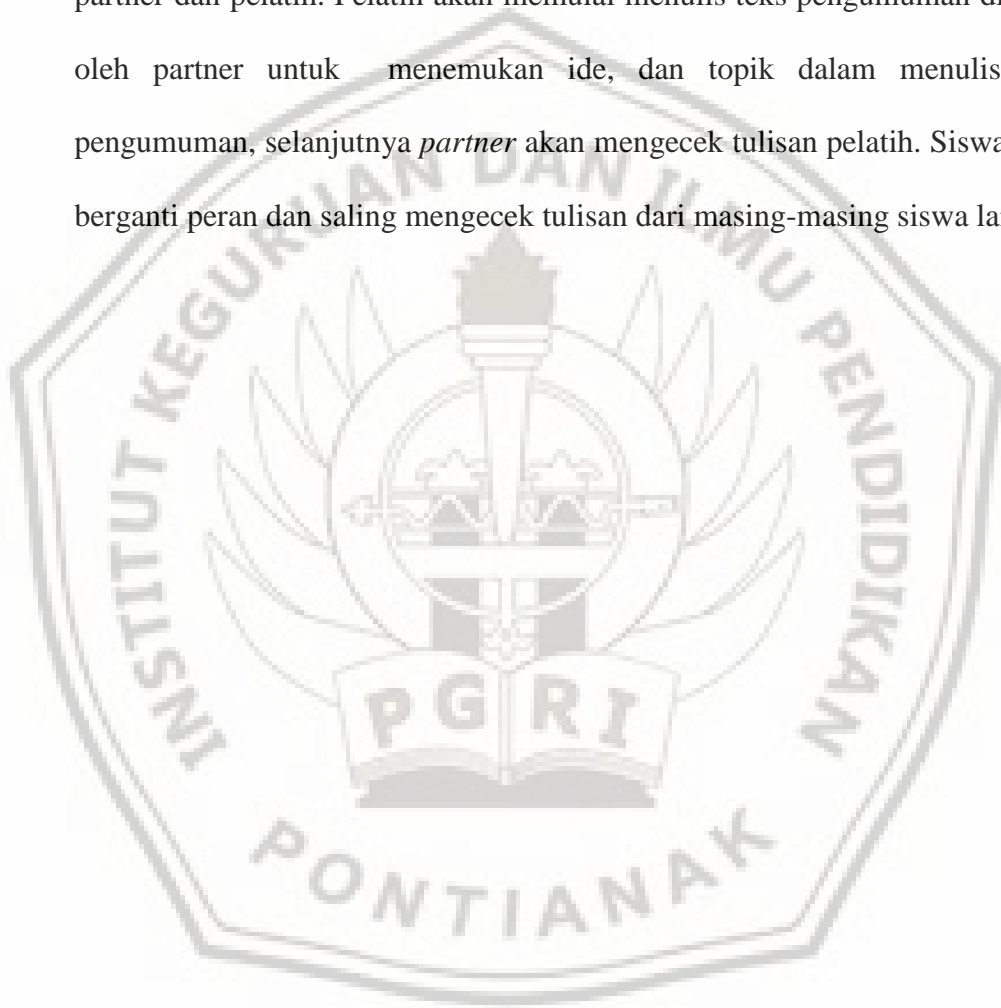 partner dan pelatih. Pelatih akan memulai menulis teks pengumuman
oleh partner untuk menemukan ide, dan topik dalam menulis
pengumuman, selanjutnya partner akan mengecek tulisan pelatih. Siswa
berganti peran dan saling mengecek tulisan dari masing-masing siswa
INSTITUT KEGURUAN DAN ILMU PENDIDIKAN
PGRI
PONTIANAK